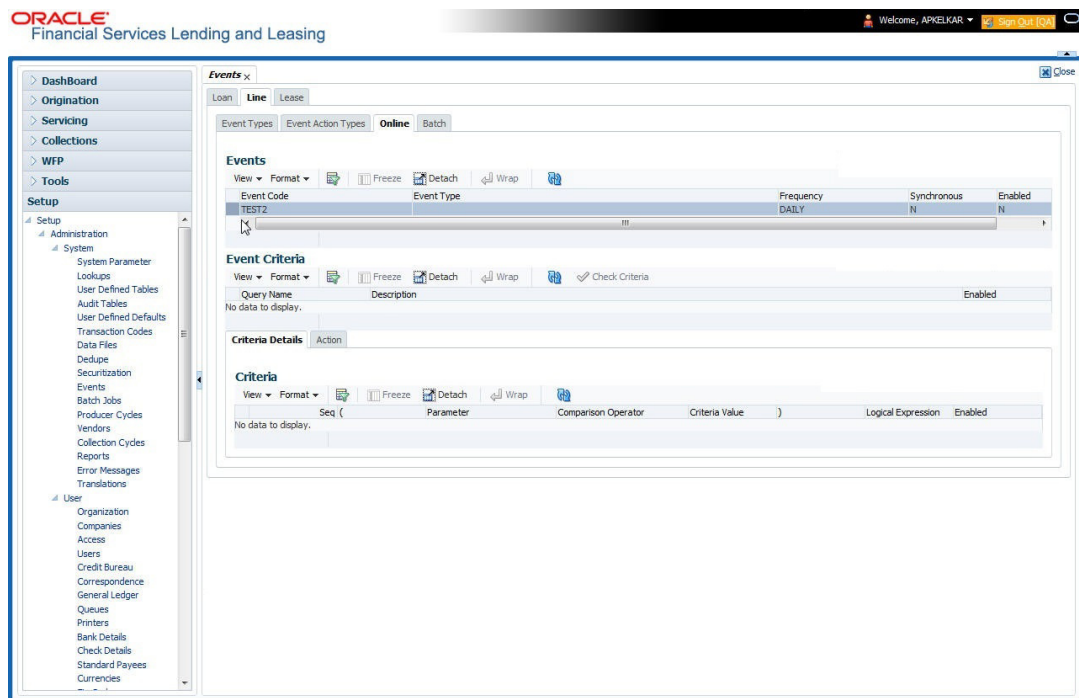 ORACLE
Financial Services Lending and Leasing
Welcome, APKELKAR
Sign Out [QA]
DashBoard
Origination
Servicing
Collections
WFP
Tools
Setup
Setup
Administration
System
System Parameter
Lookups
User Defined Tables
Audit Tables
User Defined Defaults
Transaction Codes
Data Files
Dedupe
Securitization
Events
Batch Jobs
Producer Cycles
Vendors
Collection Cycles
Reports
Error Messages
Translations
User
Organization
Companies
Access
Users
Credit Bureau
Correspondence
General Ledger
Queues
Printers
Bank Details
Check Details
Standard Payees
Currencies
Events
Close
Loan Line Lease
Event Types Event Action Types Online Batch
Events
View Format Freeze Detach Wrap
Event Code Event Type Frequency Synchronous Enabled
TEST2 DAILY N N
Event Criteria
View Format Freeze Detach Wrap Check Criteria
Query Name Description Enabled
No data to display.
Criteria Details Action
Criteria
View Format Freeze Detach Wrap
Seq ( Parameter Comparison Operator Criteria Value ) Logical Expression Enabled
No data to display.